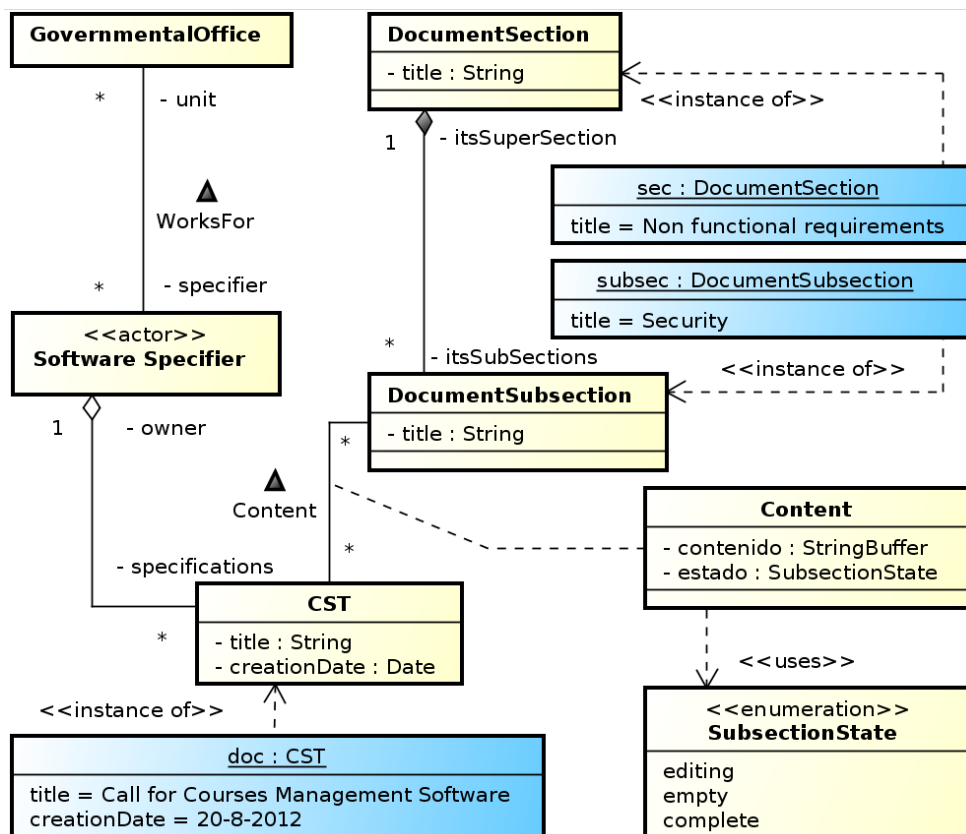 GovernmentalOffice
*
- unit
WorksFor
*
- specifier
<<actor>>
Software Specifier
1
- owner
- specifications
*
DocumentSection
- title : String
1
- itsSuperSection
<<instance of>>
sec : DocumentSection
title = Non functional requirements
subsec : DocumentSubsection
title = Security
<<instance of>>
*
- itsSubSections
DocumentSubsection
- title : String
*
Content
*
Content
- contenido : StringBuffer
- estado : SubsectionState
<<uses>>
<<enumeration>>
SubsectionState
editing
empty
complete
CST
- title : String
- creationDate : Date
<<instance of>>
doc : CST
title = Call for Courses Management Software
creationDate = 20-8-2012